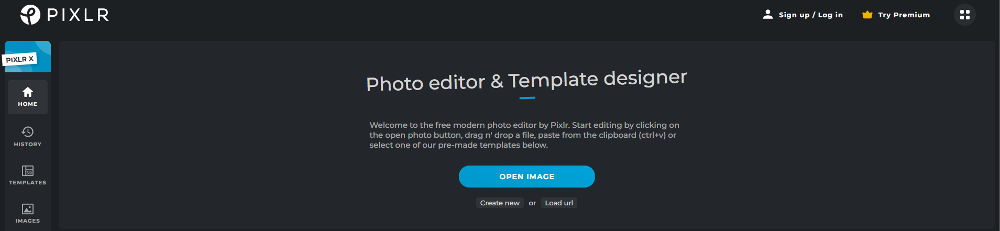 PIXLR
Sign up / Log in
Try Premium
PIXLR X
HOME
HISTORY
TEMPLATES
IMAGES
Photo editor & Template designer
Welcome to the free modern photo editor by Pixlr. Start editing by clicking on
the open photo button, drag n' drop a file, paste from the clipboard (ctrl+v) or
select one of our pre-made templates below.
OPEN IMAGE
Create new or Load url